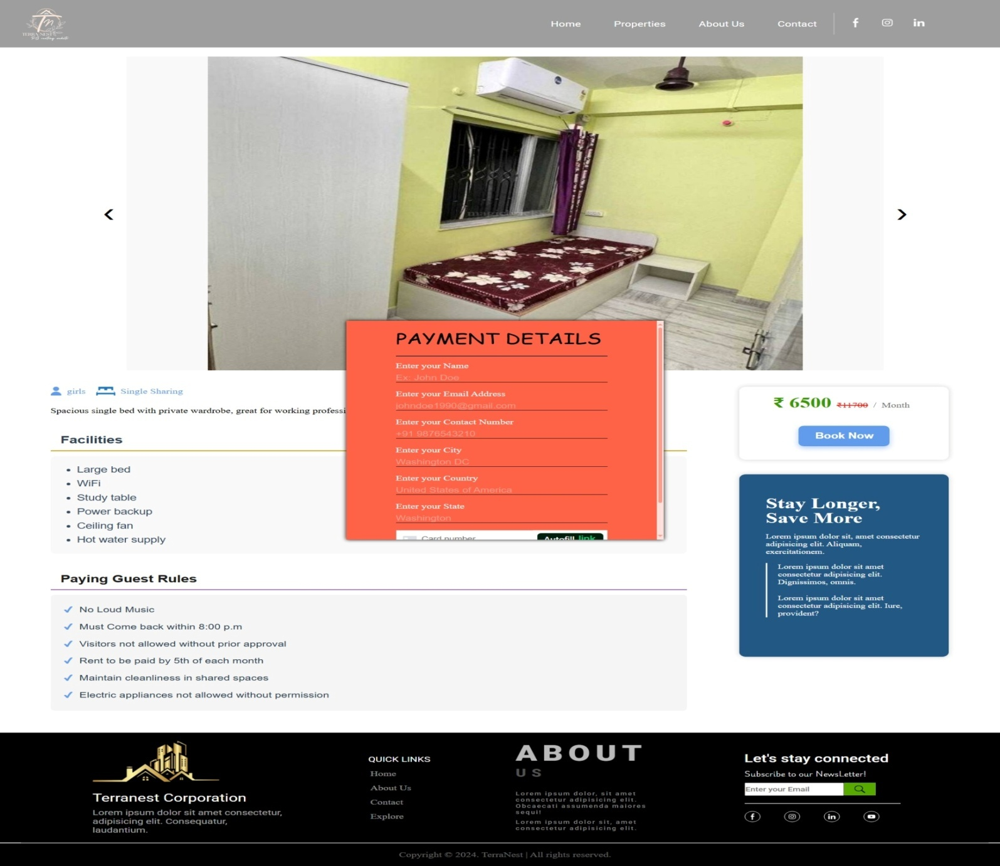 TERRA NEST
Home
Properties
About Us
Contact
PAYMENT DETAILS
Enter your Name
Ex: John Doe
Enter your Email Address
johndoe1990@gmail.com
Enter your Contact Number
+91 9876543210
Enter your City
Washington DC
Enter your Country
United States of America
Enter your State
Washington
Card number
Autofill link
girls
Single Sharing
Spacious single bed with private wardrobe, great for working professi
Facilities
Large bed
WiFi
Study table
Power backup
Ceiling fan
Hot water supply
Paying Guest Rules
No Loud Music
Must Come back within 8:00 p.m
Visitors not allowed without prior approval
Rent to be paid by 5th of each month
Maintain cleanliness in shared spaces
Electric appliances not allowed without permission
₹ 6500 ₹11700 / Month
Book Now
Stay Longer,
Save More
Lorem ipsum dolor sit, amet consectetur
adipisicing elit. Aliquam,
exercitationem.
Lorem ipsum dolor sit amet
consectetur adipisicing elit.
Dignissimos, omnis.
Lorem ipsum dolor sit amet
consectetur adipisicing elit. Iure,
provident?
Terranest Corporation
Lorem ipsum dolor sit amet consectetur,
adipisicing elit. Consequatur,
laudantium.
QUICK LINKS
Home
About Us
Contact
Explore
ABOUT
US
Lorem ipsum dolor, sit amet
consectetur adipisicing elit.
Obcaecati assumenda maiores
sequi!
Lorem ipsum dolor sit, amet
consectetur adipisicing elit.
Let's stay connected
Subscribe to our NewsLetter!
Enter your Email
Copyright © 2024. TerraNest | All rights reserved.